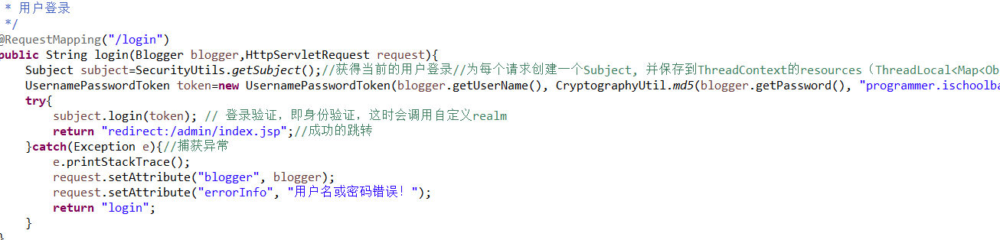 * 用户登录
*/
@RequestMapping("/login")
public String login(Blogger blogger,HttpServletRequest request){
Subject subject=SecurityUtils.getSubject();//获得当前的用户登录//为每个请求创建一个Subject, 并保存到ThreadContext的resources（ThreadLocal<Map<Ob
UsernamePasswordToken token=new UsernamePasswordToken(blogger.getUserName(), CryptographyUtil.md5(blogger.getPassword(), "programmer.ischoolba
try{
subject.login(token); // 登录验证，即身份验证，这时会调用自定义realm
return "redirect:/admin/index.jsp";//成功的跳转
}catch(Exception e){//捕获异常
e.printStackTrace();
request.setAttribute("blogger", blogger);
request.setAttribute("errorInfo", "用户名或密码错误！");
return "login";
}
}